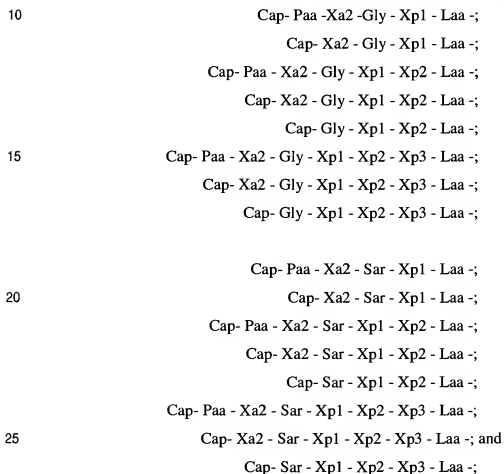 10 Cap- Paa -Xa2 -Gly - Xp1 - Laa -;
Cap- Xa2 - Gly - Xp1 - Laa -;
Cap- Paa - Xa2 - Gly - Xp1 - Xp2 - Laa -;
Cap- Xa2 - Gly - Xp1 - Xp2 - Laa -;
Cap- Gly - Xp1 - Xp2 - Laa -;
15 Cap- Paa - Xa2 - Gly - Xp1 - Xp2 - Xp3 - Laa -;
Cap- Xa2 - Gly - Xp1 - Xp2 - Xp3 - Laa -;
Cap- Gly - Xp1 - Xp2 - Xp3 - Laa -;
Cap- Paa - Xa2 - Sar - Xp1 - Laa -;
20 Cap- Xa2 - Sar - Xp1 - Laa -;
Cap- Paa - Xa2 - Sar - Xp1 - Xp2 - Laa -;
Cap- Xa2 - Sar - Xp1 - Xp2 - Laa -;
Cap- Sar - Xp1 - Xp2 - Laa -;
Cap- Paa - Xa2 - Sar - Xp1 - Xp2 - Xp3 - Laa -;
25 Cap- Xa2 - Sar - Xp1 - Xp2 - Xp3 - Laa -; and
Cap- Sar - Xp1 - Xp2 - Xp3 - Laa -;